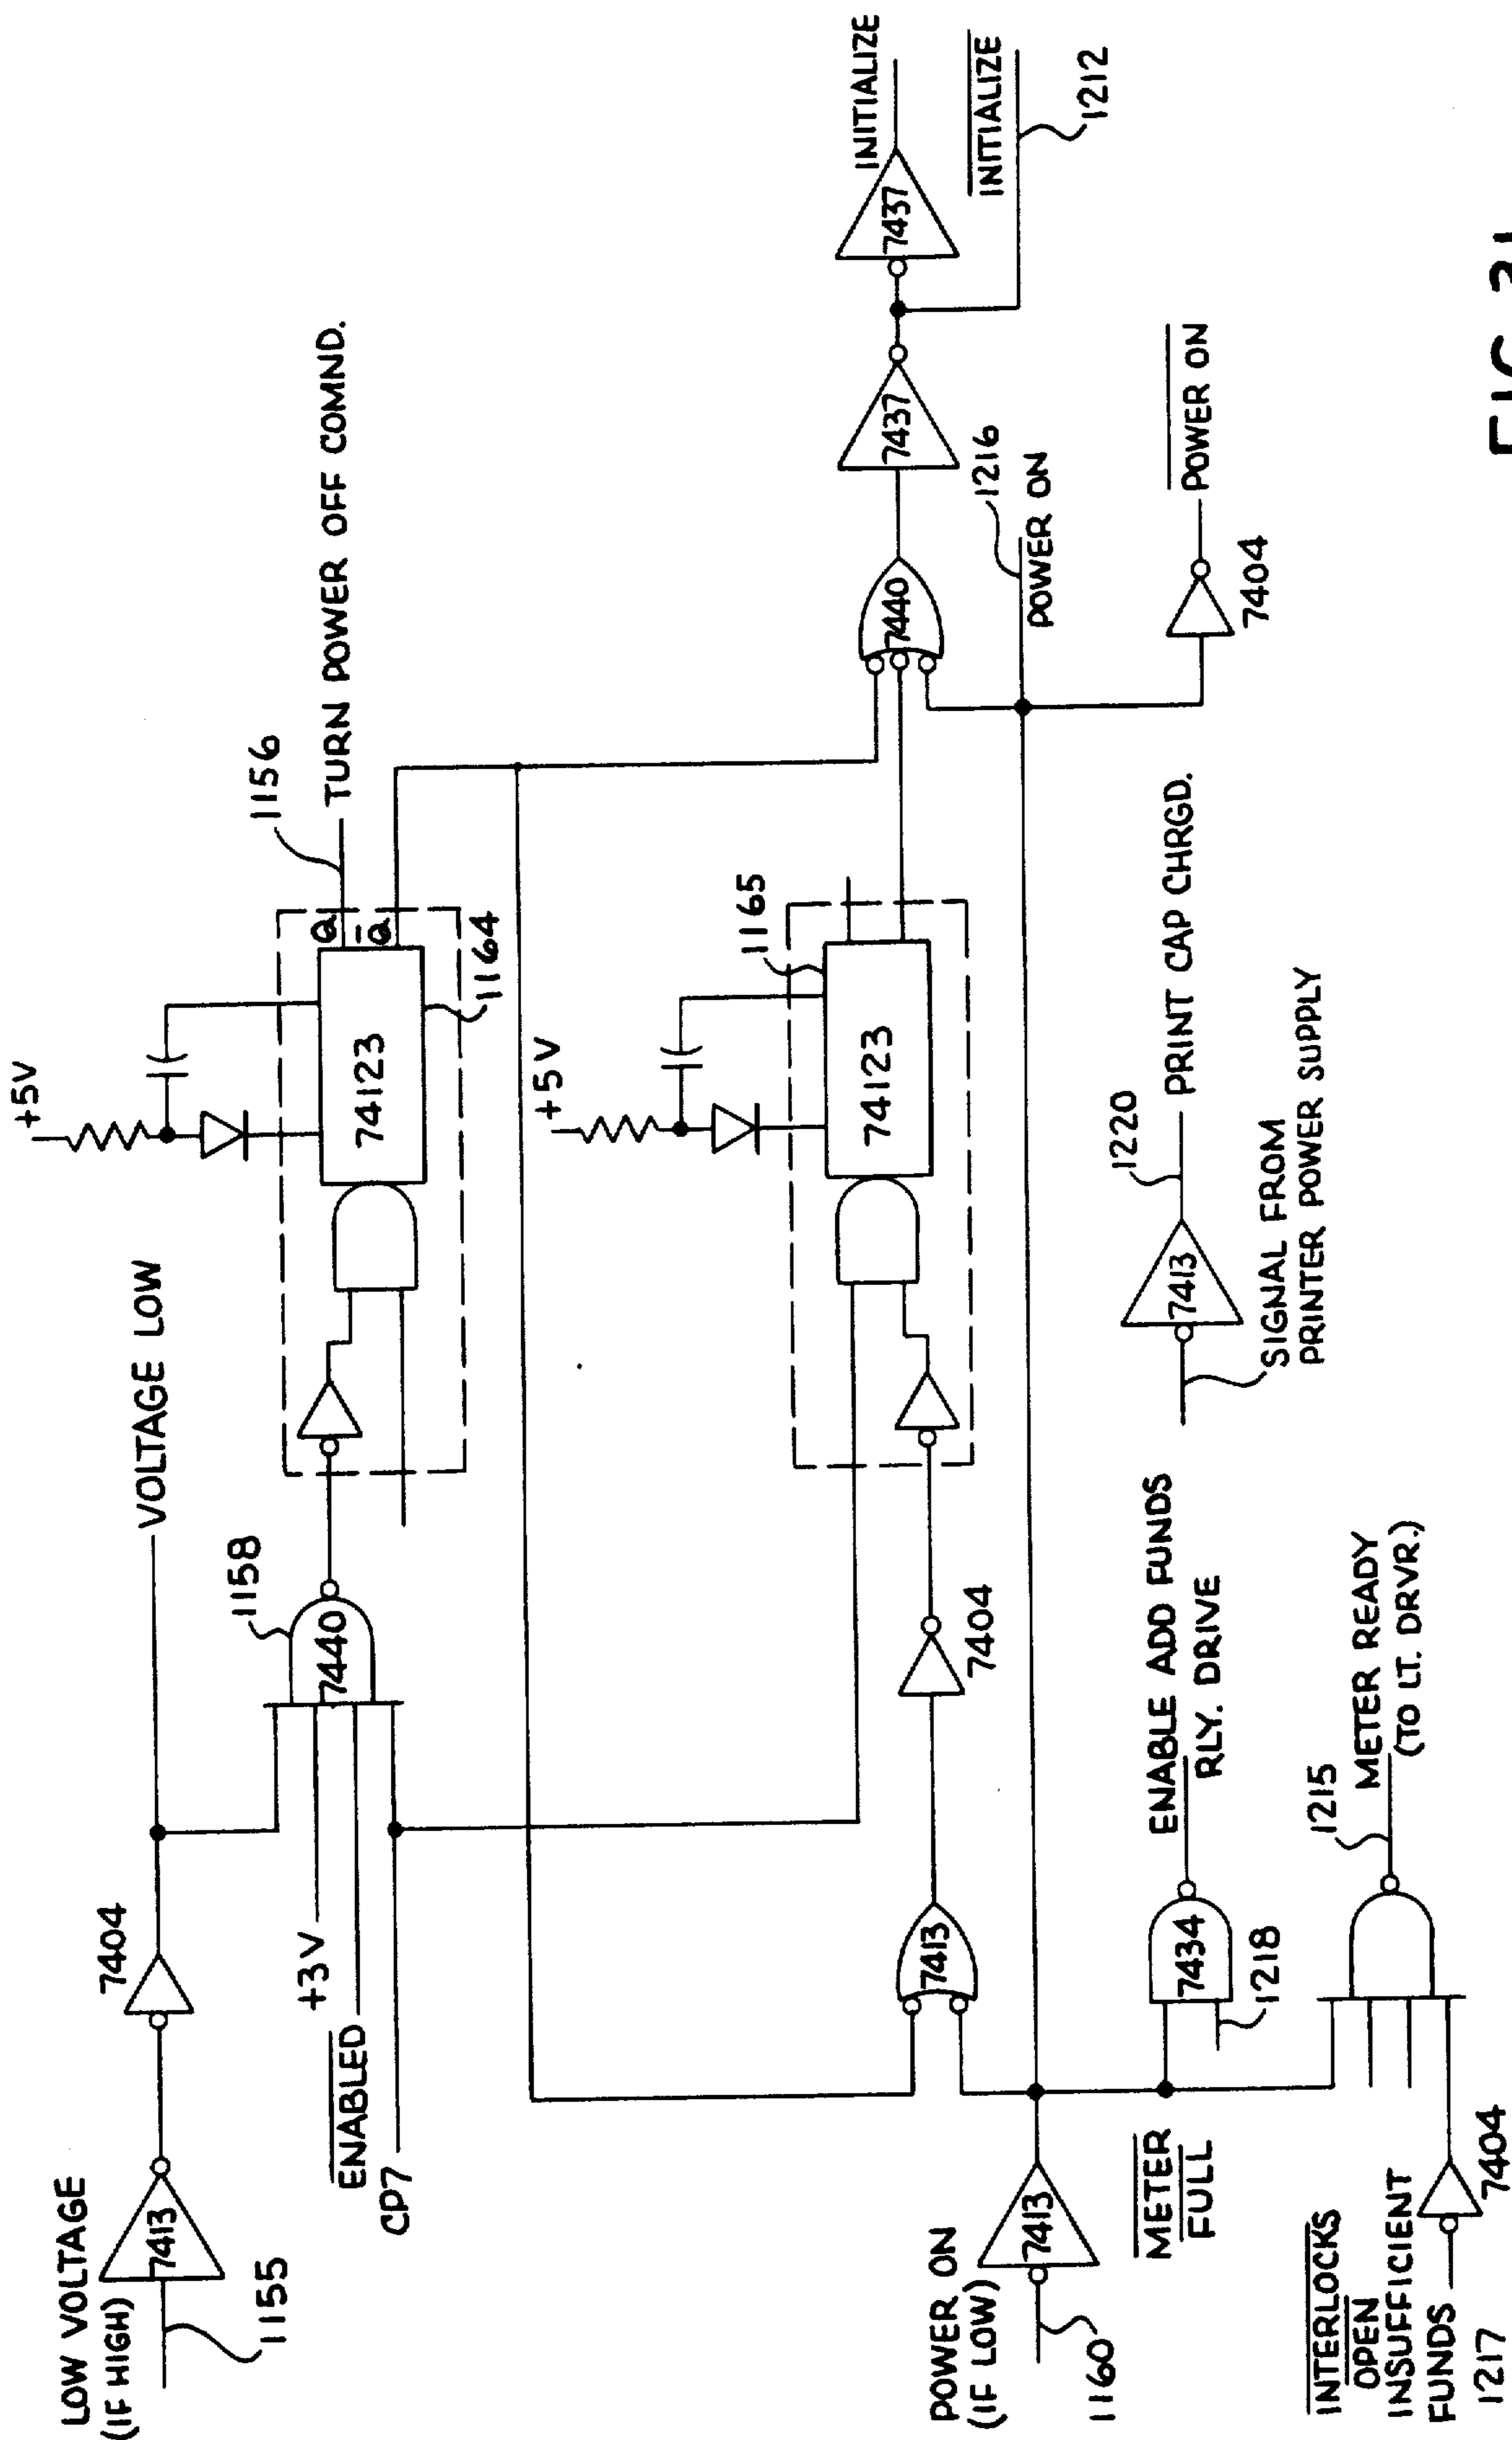 LOW VOLTAGE
(IF HIGH)
7413
1155
7404
VOLTAGE LOW
+3V
ENABLED
CP7
1158
7440
+5V
74123
Q
Q
1164
1156
TURN POWER OFF COMND.
+5V
74123
1165
7413
7404
7440
7437
7437
INITIALIZE
INITIALIZE
1212
POWER ON
(IF LOW)
7413
1160
1216
POWER ON
POWER ON
7404
METER
FULL
7434
1218
ENABLE ADD FUNDS
RLY. DRIVE
INTERLOCKS
OPEN
INSUFFICIENT
FUNDS
1217
7404
1215
METER READY
(TO LT. DRVR.)
7413
1220
PRINT CAP CHRGD.
SIGNAL FROM
PRINTER POWER SUPPLY